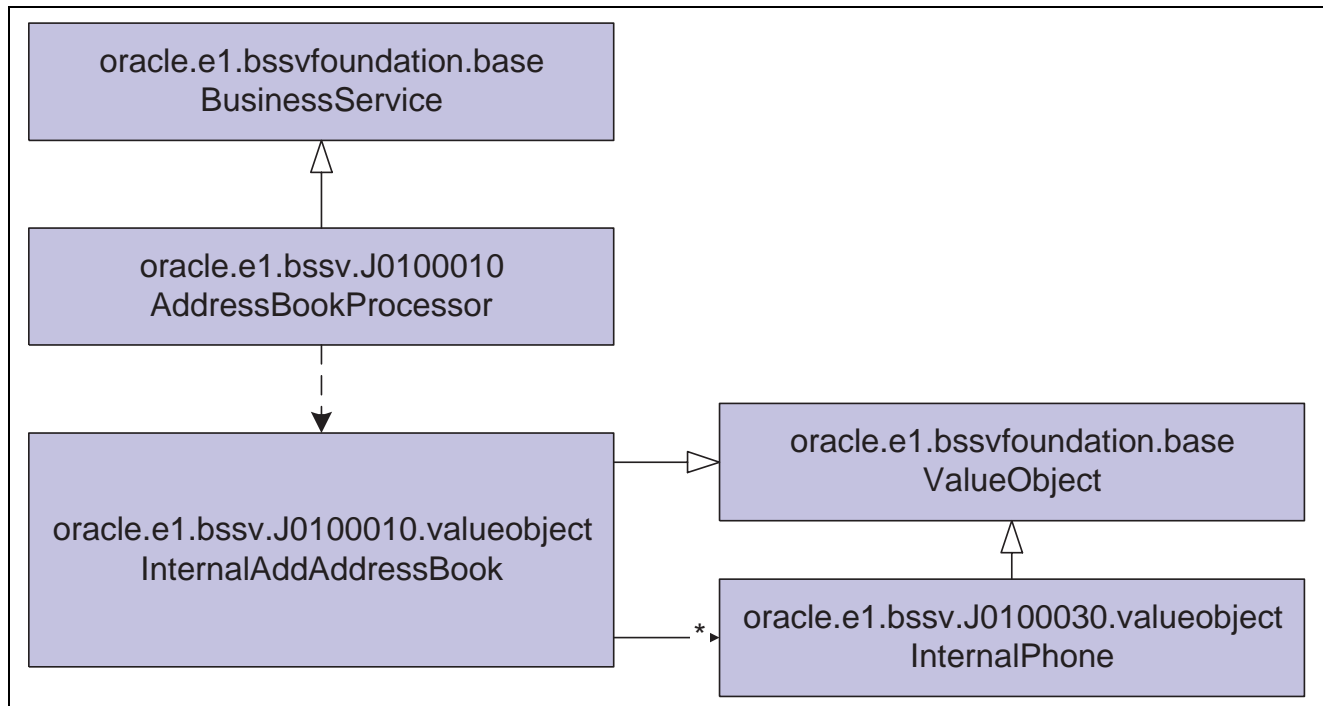 oracle.e1.bssvfoundation.base
BusinessService
oracle.e1.bssv.J0100010
AddressBookProcessor
oracle.e1.bssv.J0100010.valueobject
InternalAddAddressBook
oracle.e1.bssvfoundation.base
ValueObject
*
oracle.e1.bssv.J0100030.valueobject
InternalPhone